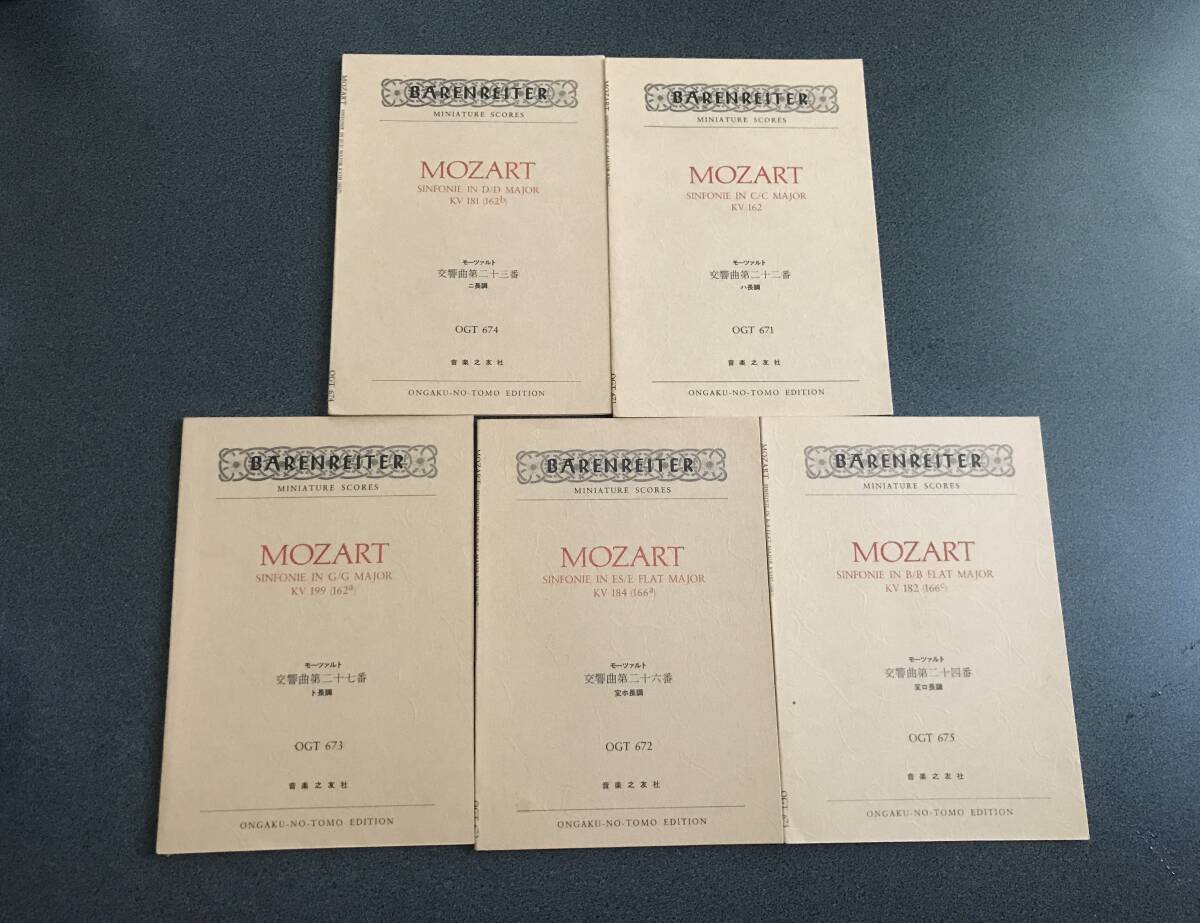 BÄRENREITER
MINIATURE SCORES
MOZART
SINFONIE IN D/D MAJOR
KV 181 (162b)
モーツァルト
交響曲第二十三番
ニ長調
OGT 674
音楽之友社
ONGAKU-NO-TOMO EDITION
MOZART
OGT 674
BÄRENREITER
MINIATURE SCORES
MOZART
SINFONIE IN C/C MAJOR
KV 162
モーツァルト
交響曲第二十二番
ハ長調
OGT 671
音楽之友社
ONGAKU-NO-TOMO EDITION
MOZART
OGT 671
BÄRENREITER
MINIATURE SCORES
MOZART
SINFONIE IN G/G MAJOR
KV 199 (162a)
モーツァルト
交響曲第二十七番
ト長調
OGT 673
音楽之友社
ONGAKU-NO-TOMO EDITION
BÄRENREITER
MINIATURE SCORES
MOZART
SINFONIE IN ES/E FLAT MAJOR
KV 184 (166a)
モーツァルト
交響曲第二十六番
変ホ長調
OGT 672
音楽之友社
ONGAKU-NO-TOMO EDITION
MOZART
BÄRENREITER
MINIATURE SCORES
MOZART
SINFONIE IN B/B FLAT MAJOR
KV 182 (166c)
モーツァルト
交響曲第二十四番
変ロ長調
OGT 675
音楽之友社
ONGAKU-NO-TOMO EDITION
MOZART